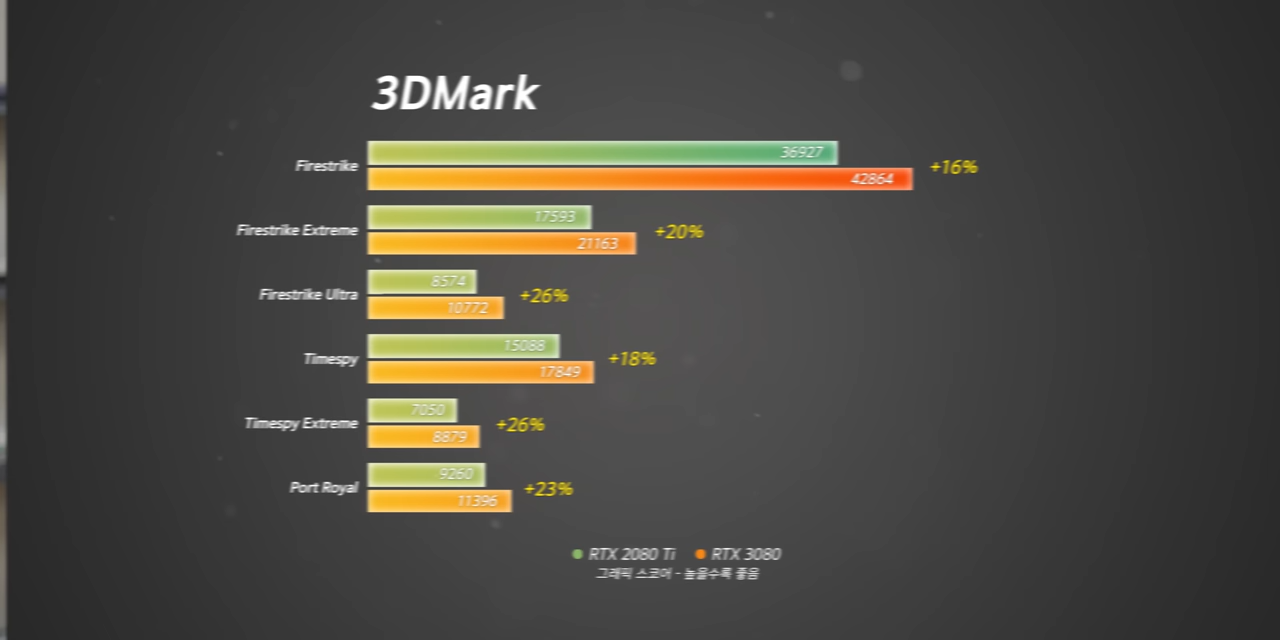 3DMark
Firestrike
36927
42864
+16%
Firestrike Extreme
17593
21163
+20%
Firestrike Ultra
8574
10772
+26%
Timespy
15088
17849
+18%
Timespy Extreme
7050
8879
+26%
Port Royal
9260
11396
+23%
RTX 2080 Ti RTX 3080
그래픽 스코어 - 높을수록 좋음